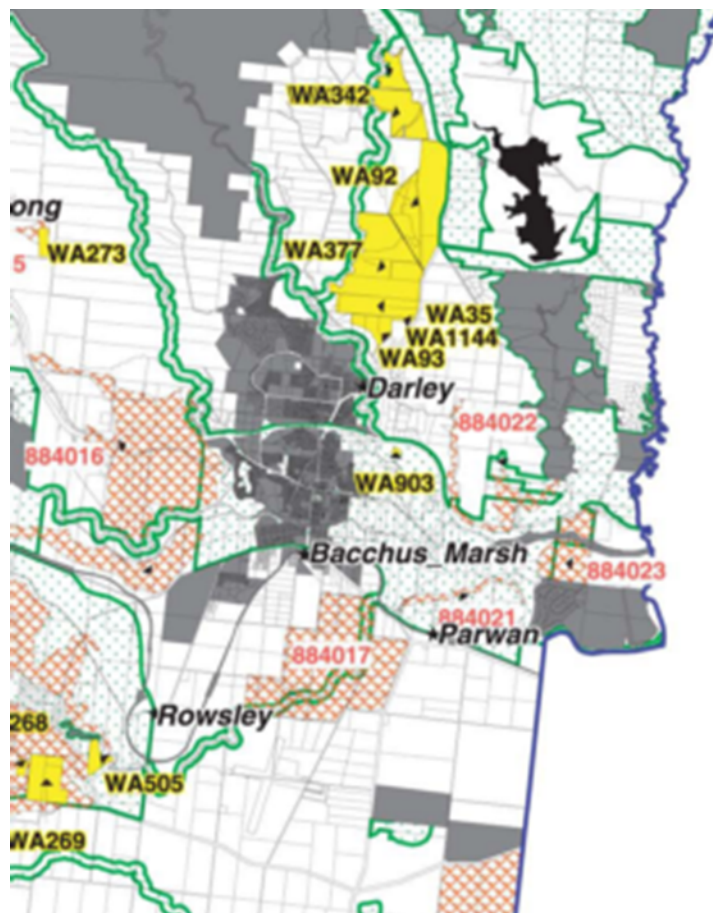 WA342
WA92
ong
WA377
WA273
5
WA35
WA1144
WA93
Darley
884022
884016
WA903
Bacchus_Marsh
884023
884021
Parwan
884017
Rowsley
268
WA505
WA269